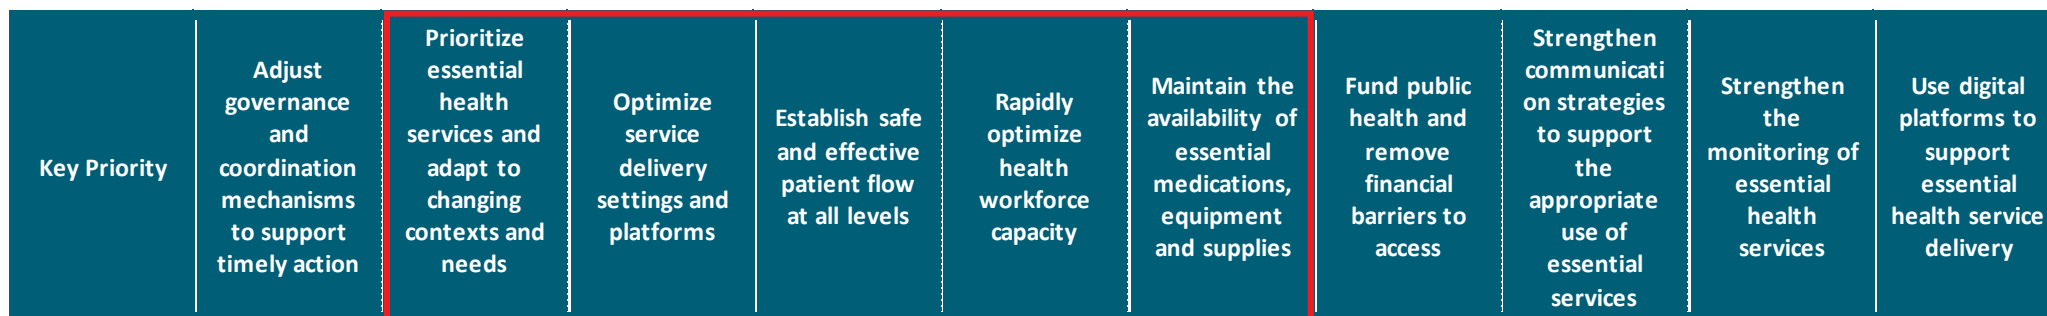 Key Priority
Adjust
governance
and
coordination
mechanisms
to support
timely action
Prioritize
essential
health
services and
adapt to
changing
contexts and
needs
Optimize
service
delivery
settings and
platforms
Establish safe
and effective
patient flow
at all levels
Rapidly
optimize
health
workforce
capacity
Maintain the
availability of
essential
medications,
equipment
and supplies
Fund public
health and
remove
financial
barriers to
access
Strengthen
communicati
on strategies
to support
the
appropriate
use of
essential
services
Strengthen
the
monitoring of
essential
health
services
Use digital
platforms to
support
essential
health service
delivery